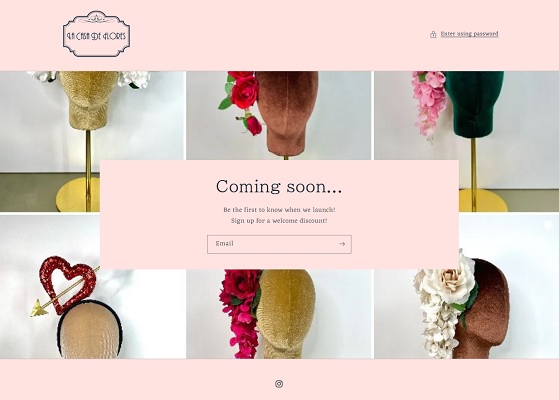 LA CASA DE FLORES
Enter using password
Coming soon...
Be the first to know when we launch!
Sign up for a welcome discount!
Email